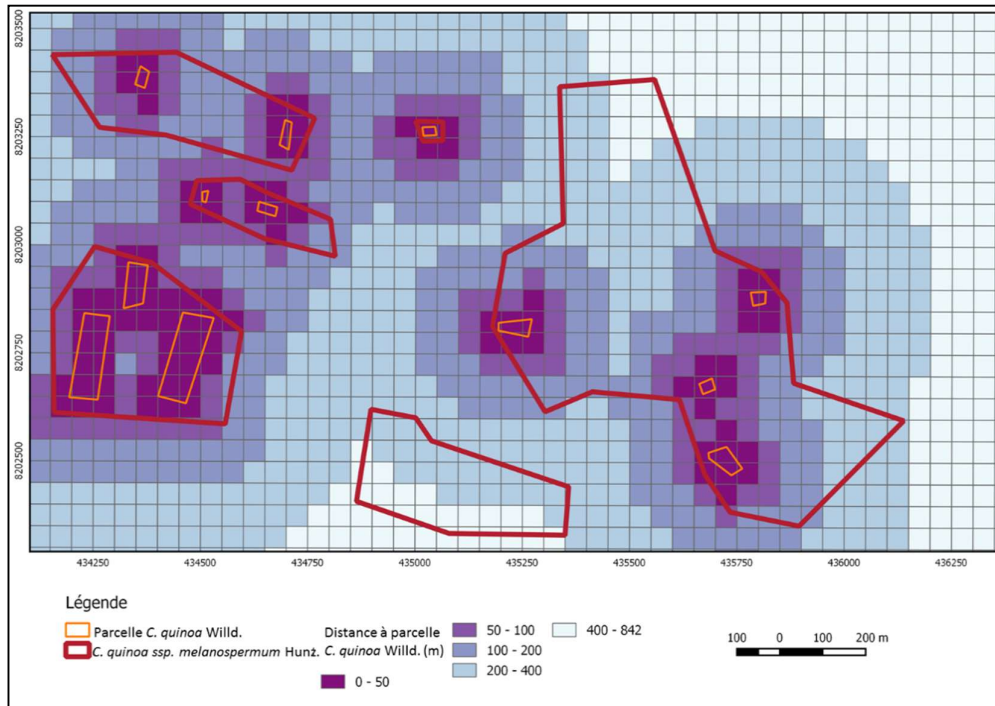 8203500
8203250
8203000
8202750
8202500
434250 434500 434750 435000 435250 435500 435750 436000 436250
Légende
Parcelle C. quinoa Willd.
C. quinoa ssp. melanospermum Hunz.
Distance à parcelle
C. quinoa Willd. (m)
0 - 50
50 - 100
100 - 200
200 - 400
400 - 842
100 0 100 200 m